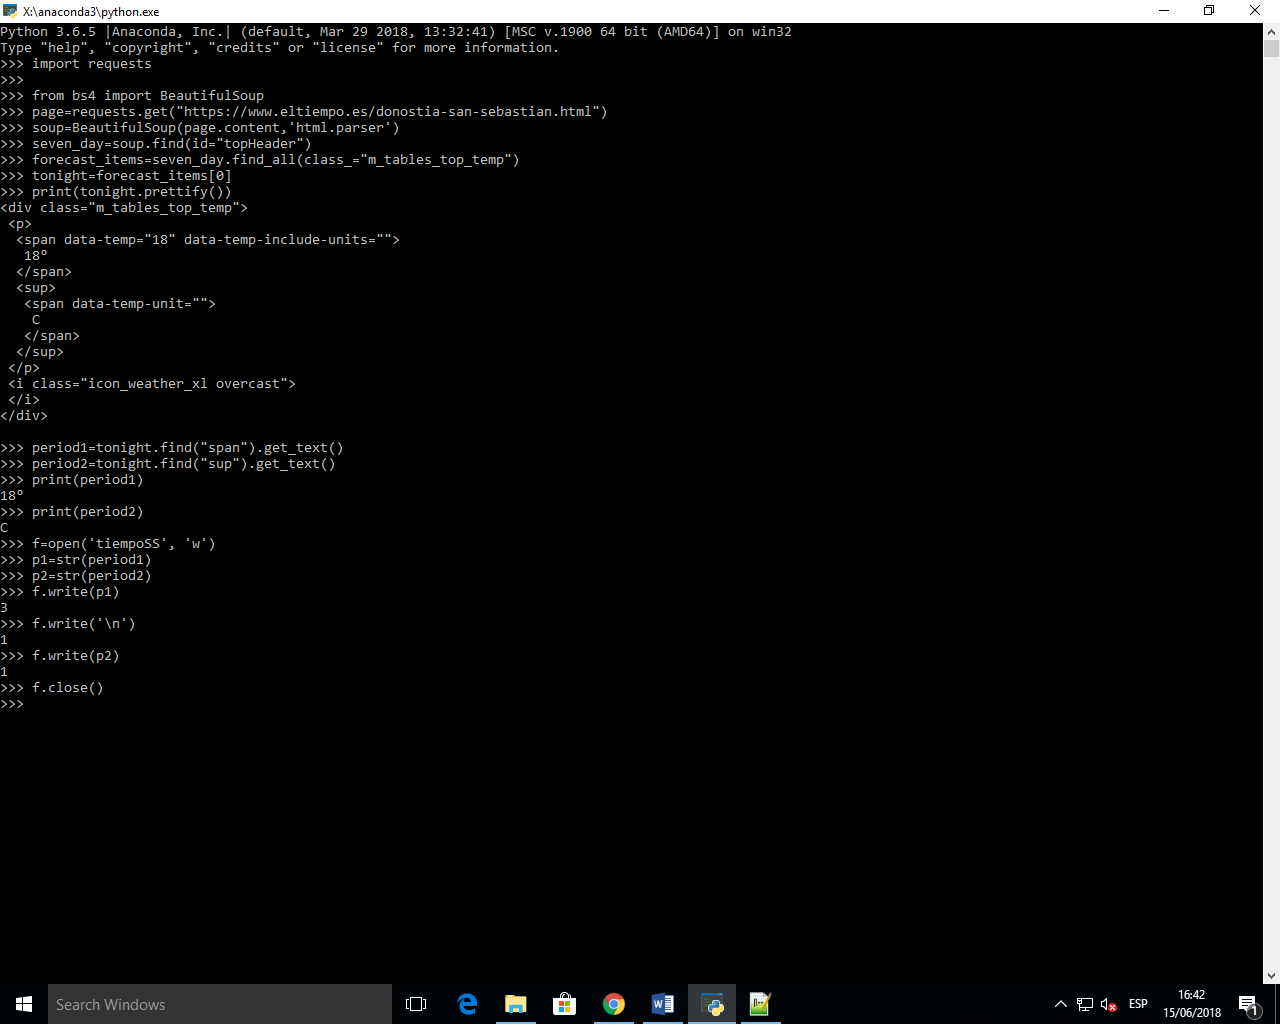 X:\anaconda3\python.exe
Python 3.6.5 |Anaconda, Inc.| (default, Mar 29 2018, 13:32:41) [MSC v.1900 64 bit (AMD64)] on win32
Type "help", "copyright", "credits" or "license" for more information.
>>> import requests
>>>
>>> from bs4 import BeautifulSoup
>>> page=requests.get("https://www.eltiempo.es/donostia-san-sebastian.html")
>>> soup=BeautifulSoup(page.content,'html.parser')
>>> seven_day=soup.find(id="topHeader")
>>> forecast_items=seven_day.find_all(class_="m_tables_top_temp")
>>> tonight=forecast_items[0]
>>> print(tonight.prettify())
<div class="m_tables_top_temp">
 <p>
  <span data-temp="18" data-temp-include-units="">
   18º
  </span>
  <sup>
   <span data-temp-unit="">
    C
   </span>
  </sup>
 </p>
 <i class="icon_weather_xl overcast">
 </i>
</div>
>>> period1=tonight.find("span").get_text()
>>> period2=tonight.find("sup").get_text()
>>> print(period1)
18º
>>> print(period2)
C
>>> f=open('tiempoSS', 'w')
>>> p1=str(period1)
>>> p2=str(period2)
>>> f.write(p1)
3
>>> f.write('\n')
1
>>> f.write(p2)
1
>>> f.close()
>>>
Search Windows
ESP
16:42
15/06/2018
1